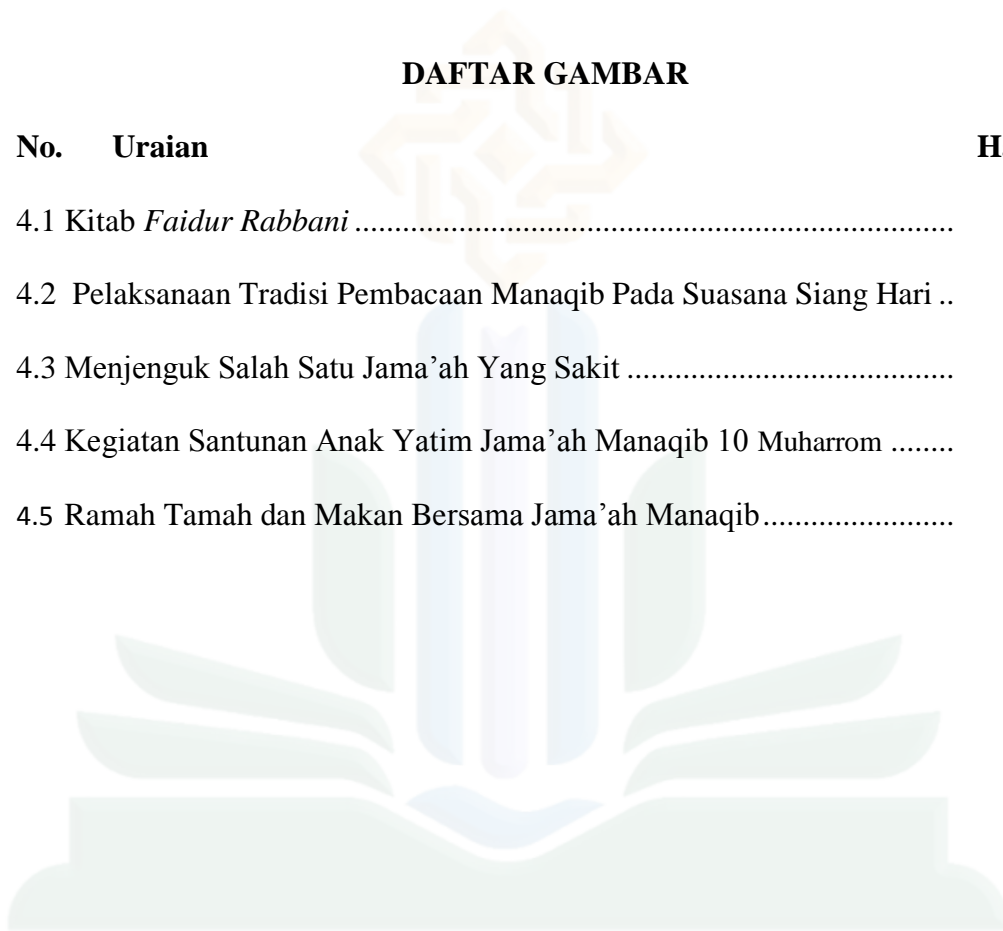 DAFTAR GAMBAR
No. Uraian
4.1 Kitab Faidur Rabbani ............................................................................
4.2 Pelaksanaan Tradisi Pembacaan Manaqib Pada Suasana Siang Hari ..
4.3 Menjenguk Salah Satu Jama’ah Yang Sakit .........................................
4.4 Kegiatan Santunan Anak Yatim Jama’ah Manaqib 10 Muharrom ........
4.5 Ramah Tamah dan Makan Bersama Jama’ah Manaqib........................